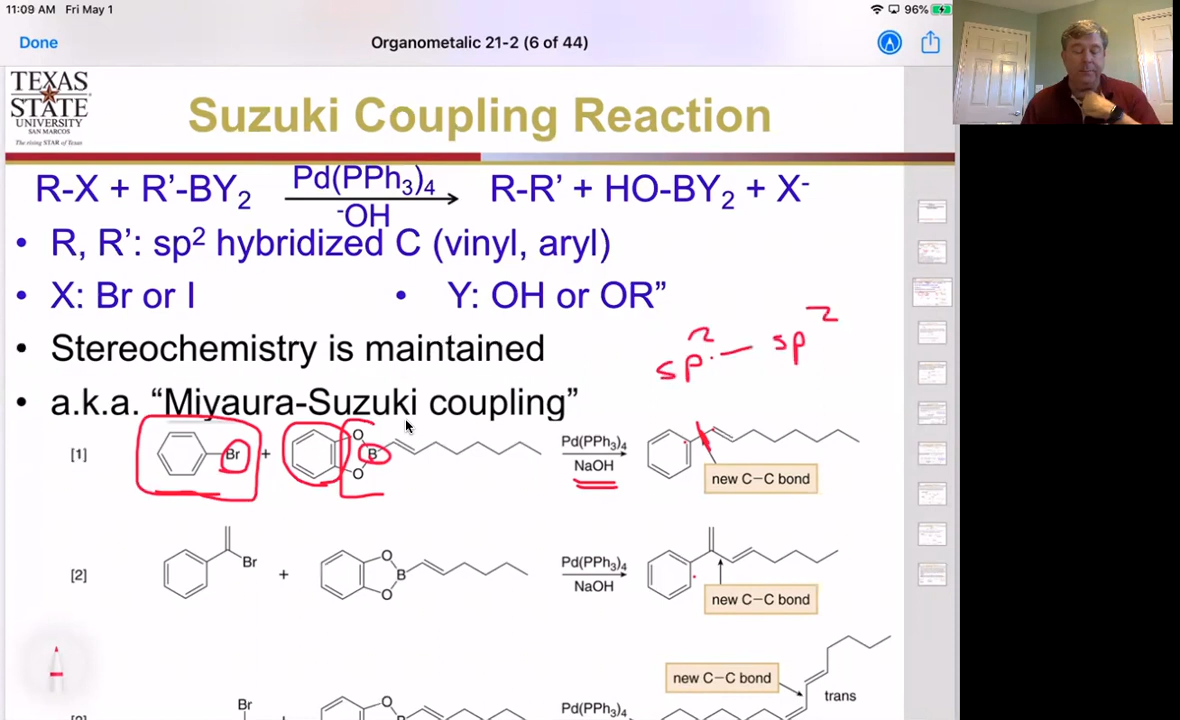 11:09 AM Fri May 1
96%
Done
Organometalic 21-2 (6 of 44)
TEXAS
STATE
UNIVERSITY
SAN MARCOS
The rising STAR of Texas
Suzuki Coupling Reaction
R-X + R’-BY₂ Pd(PPh₃)₄ ⁻OH R-R’ + HO-BY₂ + X⁻
• R, R’: sp² hybridized C (vinyl, aryl)
• X: Br or I • Y: OH or OR”
• Stereochemistry is maintained
sp² — sp²
• a.k.a. “Miyaura-Suzuki coupling”
[1] Br + O B O Pd(PPh₃)₄ NaOH
new C−C bond
[2] Br + O B O Pd(PPh₃)₄ NaOH
new C−C bond
new C−C bond
trans
Br
Pd(PPh₃)₄